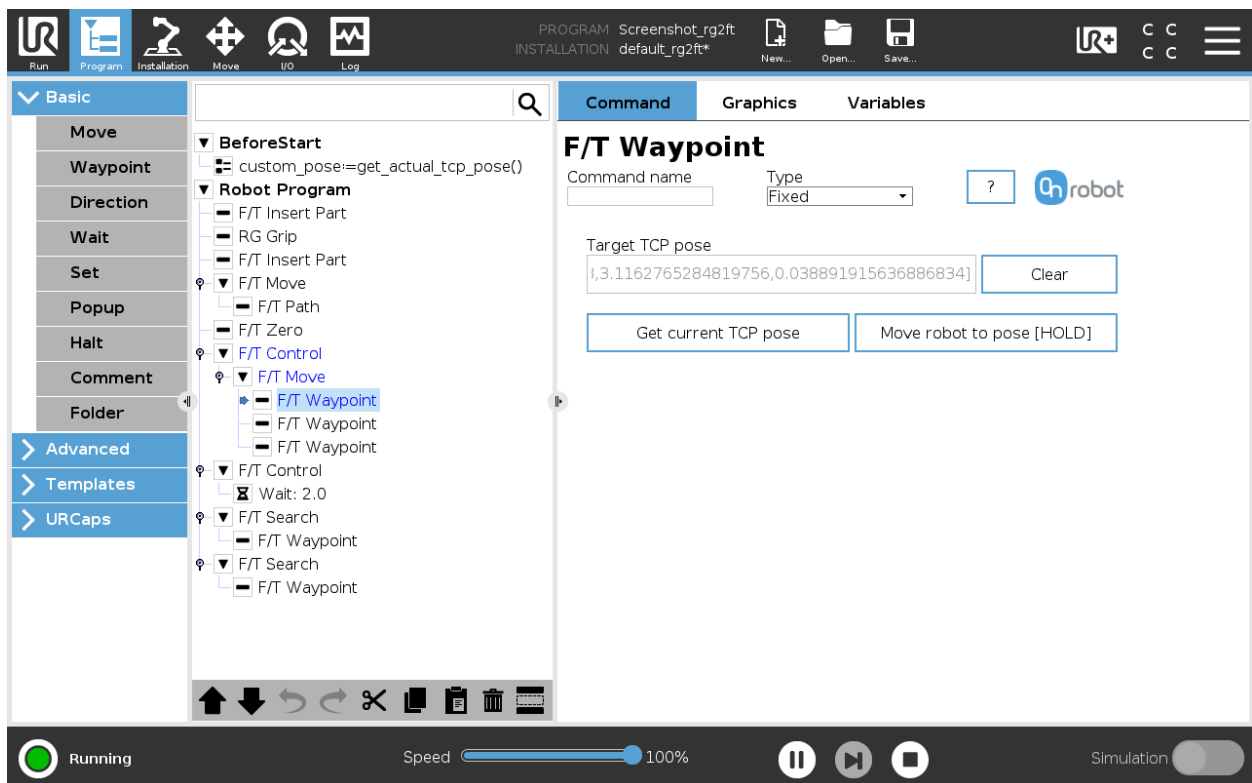 PROGRAM Screenshot_rg2ft
INSTALLATION default_rg2ft*
UR
Run
Program
Installation
Move
I/O
Log
New...
Open...
Save...
UR+
C C
C C
Basic
Move
Waypoint
Direction
Wait
Set
Popup
Halt
Comment
Folder
Advanced
Templates
URCaps
BeforeStart
custom_pose:=get_actual_tcp_pose()
Robot Program
F/T Insert Part
RG Grip
F/T Insert Part
F/T Move
F/T Path
F/T Zero
F/T Control
F/T Move
F/T Waypoint
F/T Waypoint
F/T Waypoint
F/T Control
Wait: 2.0
F/T Search
F/T Waypoint
F/T Search
F/T Waypoint
Command Graphics Variables
F/T Waypoint
Command name Type
Fixed
?
On robot
Target TCP pose
,3.1162765284819756,0.038891915636886834]
Clear
Get current TCP pose
Move robot to pose [HOLD]
Running
Speed 100%
Simulation